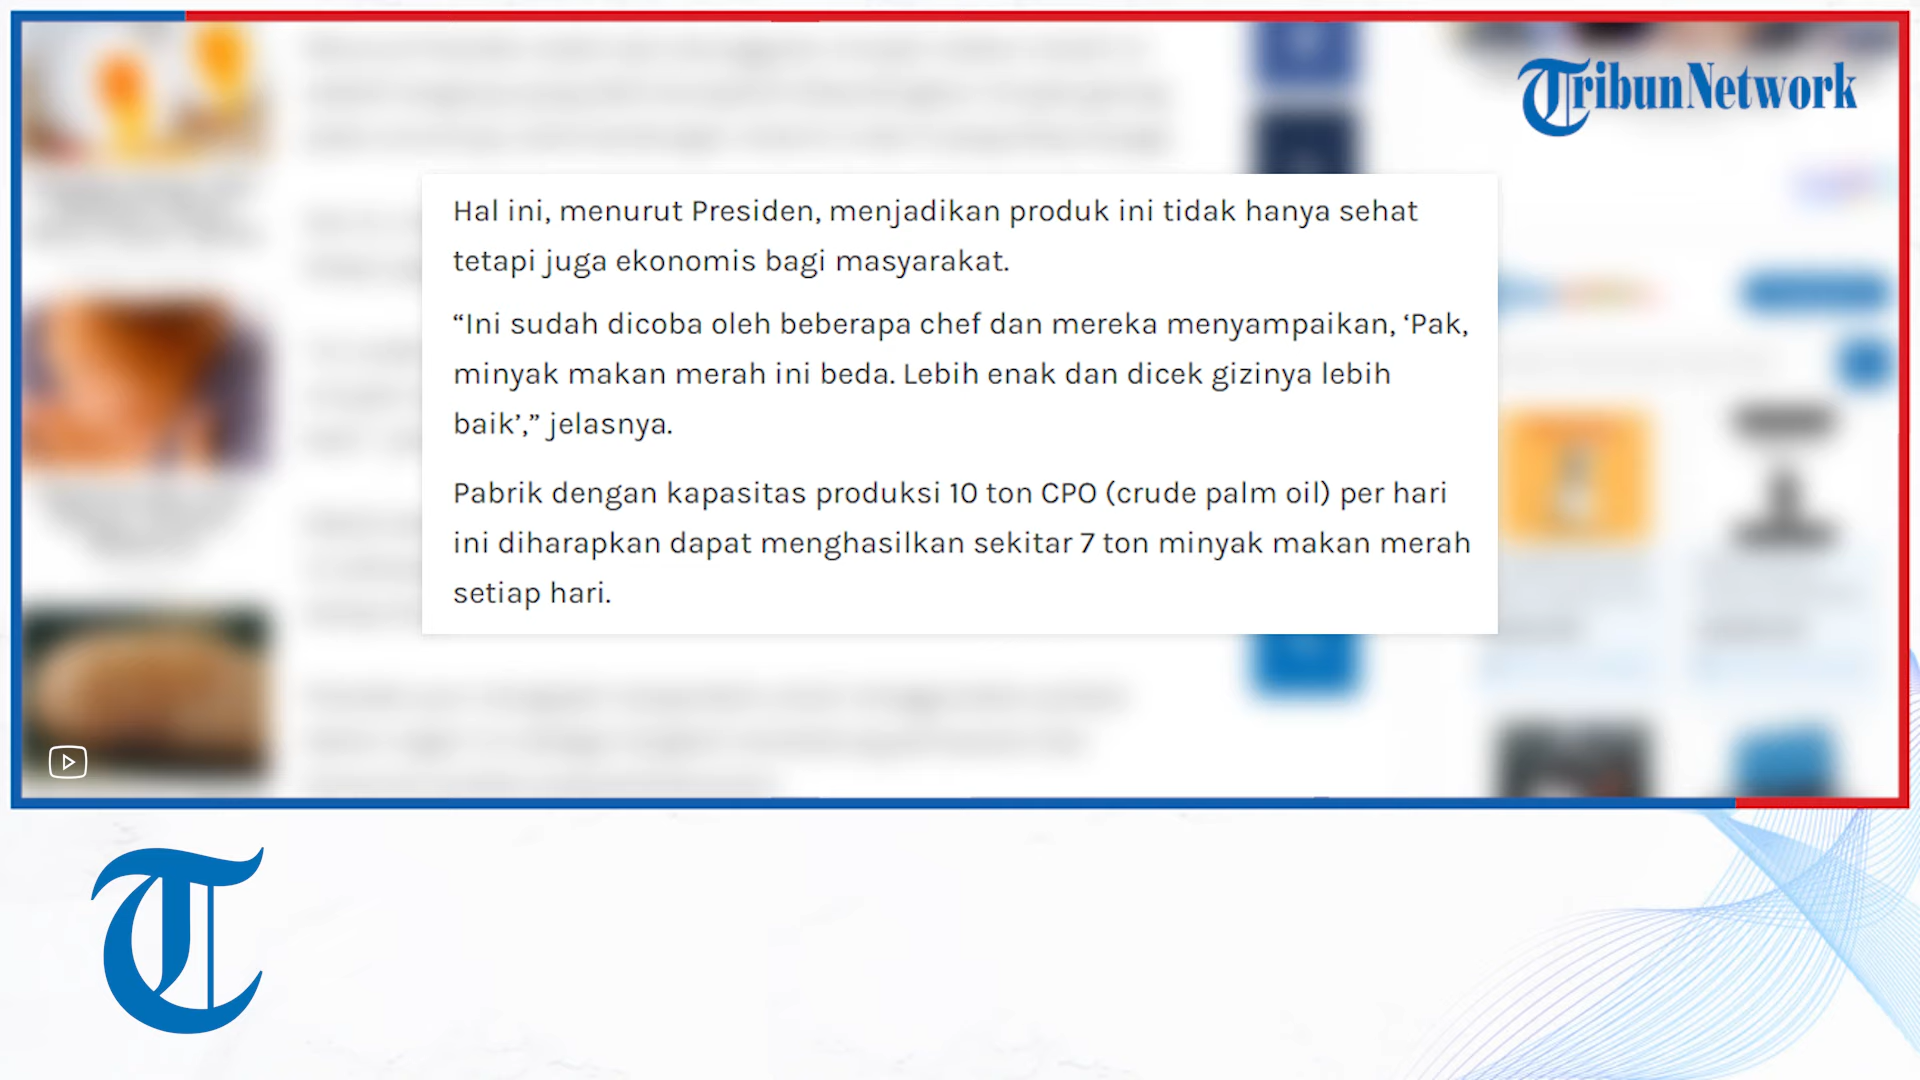 TribunNetwork
Hal ini, menurut Presiden, menjadikan produk ini tidak hanya sehat
tetapi juga ekonomis bagi masyarakat.
“Ini sudah dicoba oleh beberapa chef dan mereka menyampaikan, ‘Pak,
minyak makan merah ini beda. Lebih enak dan dicek gizinya lebih
baik’,” jelasnya.
Pabrik dengan kapasitas produksi 10 ton CPO (crude palm oil) per hari
ini diharapkan dapat menghasilkan sekitar 7 ton minyak makan merah
setiap hari.
T